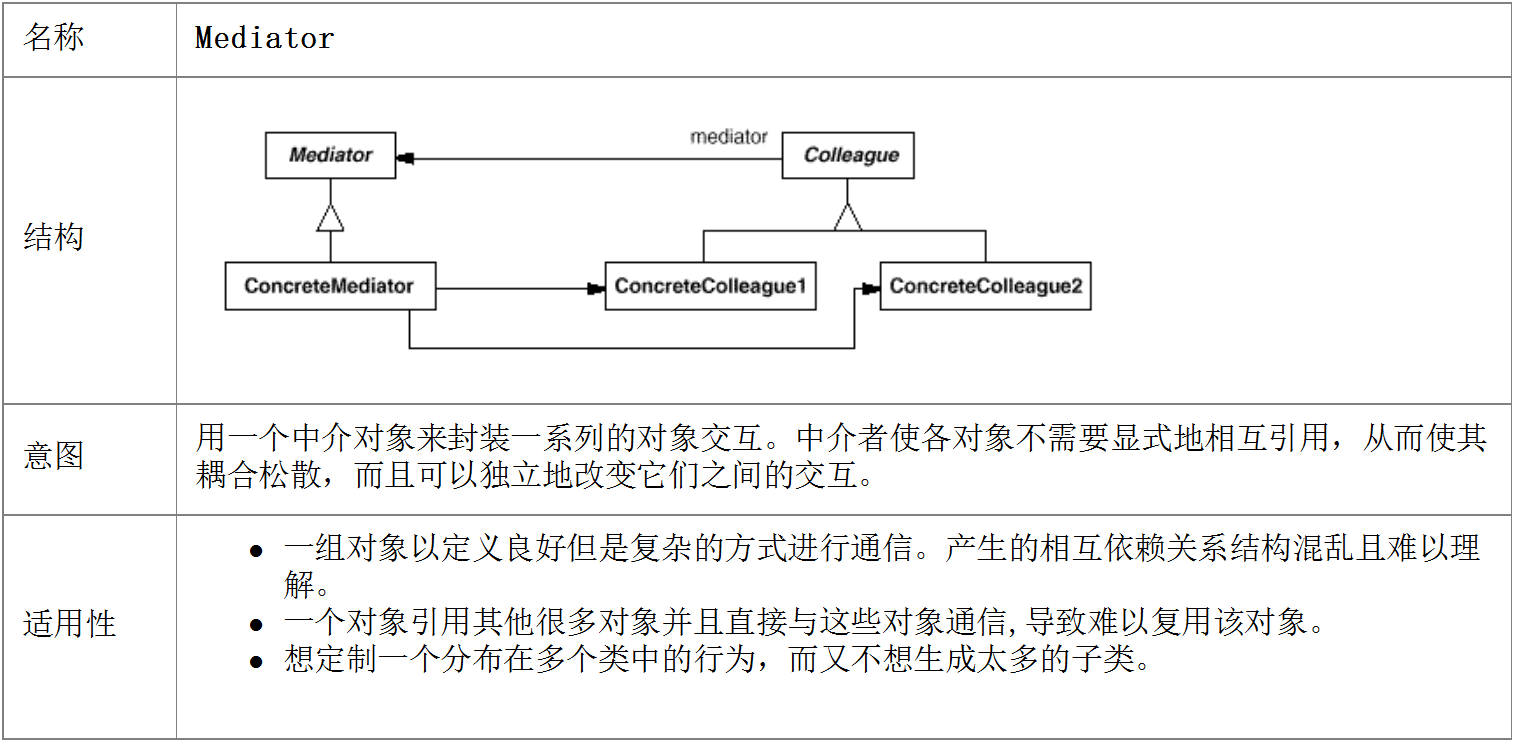 名称
Mediator
结构
mediator
Mediator
Colleague
ConcreteMediator
ConcreteColleague1
ConcreteColleague2
意图
用一个中介对象来封装一系列的对象交互。中介者使各对象不需要显式地相互引用，从而使其
耦合松散，而且可以独立地改变它们之间的交互。
适用性
● 一组对象以定义良好但是复杂的方式进行通信。产生的相互依赖关系结构混乱且难以理
解。
● 一个对象引用其他很多对象并且直接与这些对象通信,导致难以复用该对象。
● 想定制一个分布在多个类中的行为，而又不想生成太多的子类。